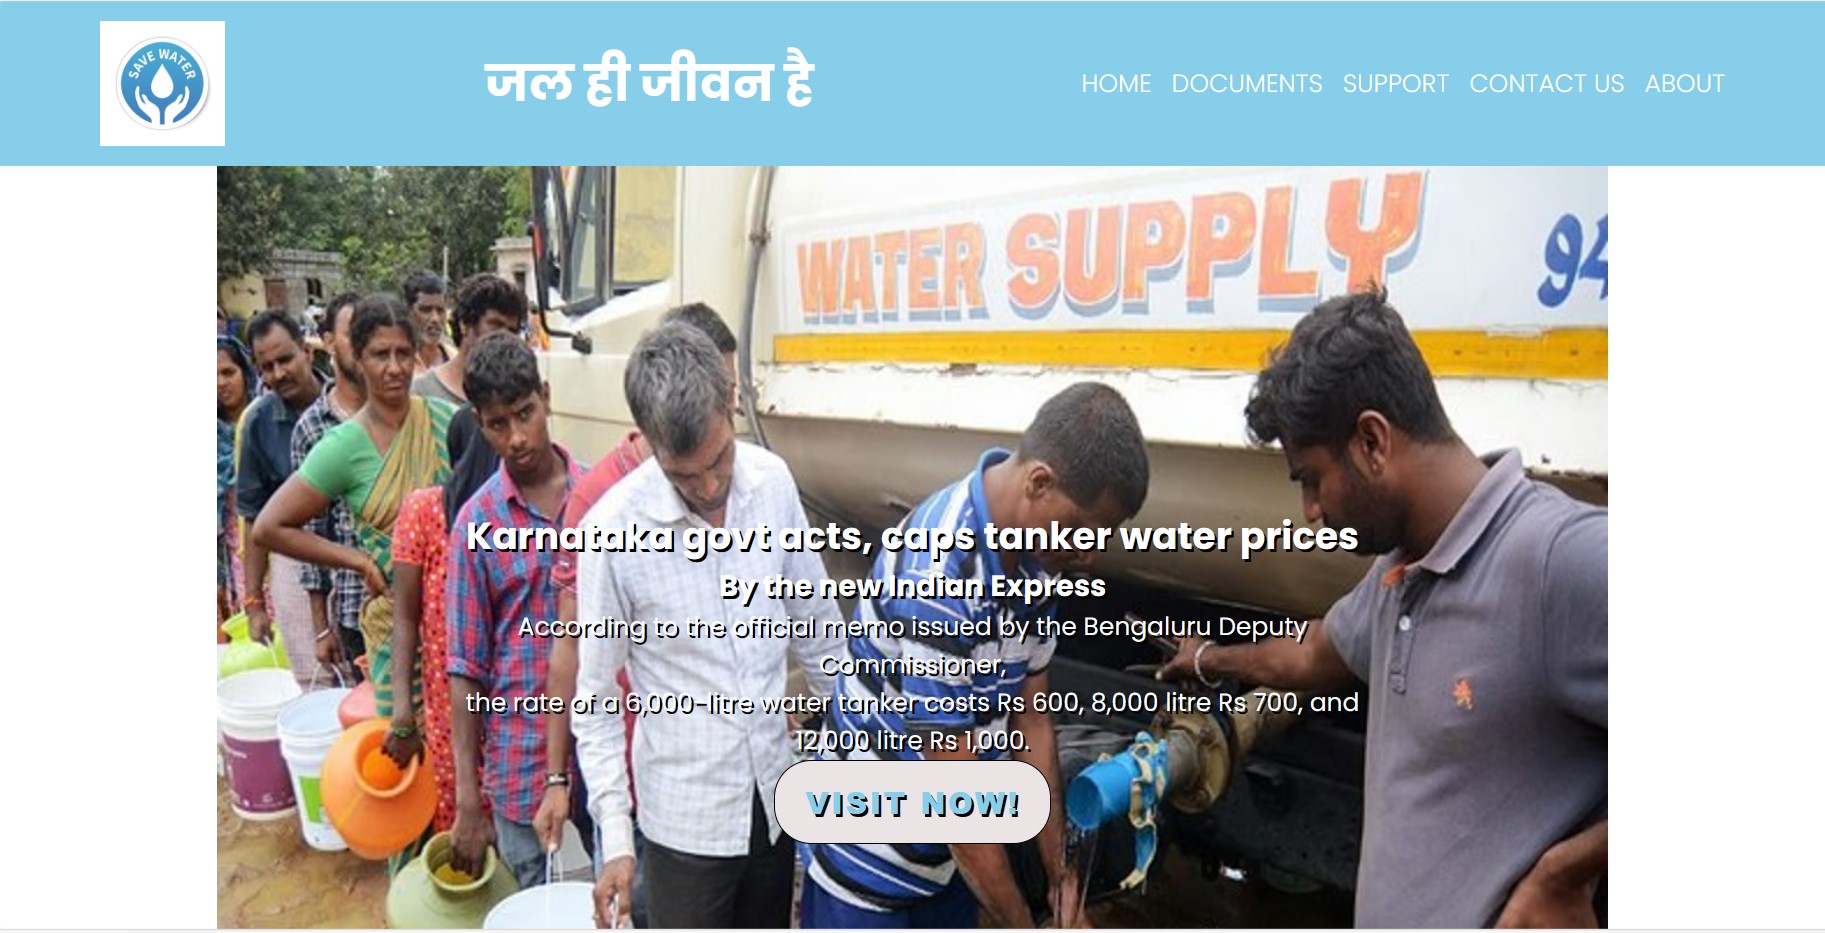 SAVE WATER
जल ही जीवन है
HOME DOCUMENTS SUPPORT CONTACT US ABOUT
WATER SUPPLY 94
Karnataka govt acts, caps tanker water prices
By the new Indian Express
According to the official memo issued by the Bengaluru Deputy
Commissioner,
the rate of a 6,000-litre water tanker costs Rs 600, 8,000 litre Rs 700, and
12,000 litre Rs 1,000.
VISIT NOW!